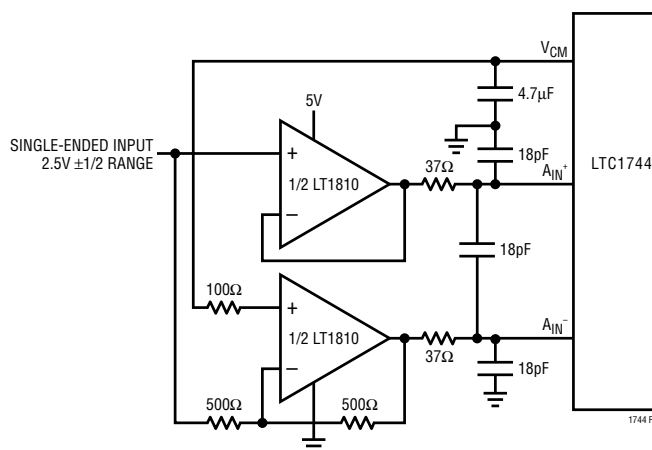 V_CM
4.7µF
5V
SINGLE-ENDED INPUT
2.5V ±1/2 RANGE
18pF
LTC1744
37Ω
A_IN⁺
+
1/2 LT1810
–
18pF
100Ω
+
1/2 LT1810
–
A_IN⁻
37Ω
18pF
500Ω
500Ω
1744 F